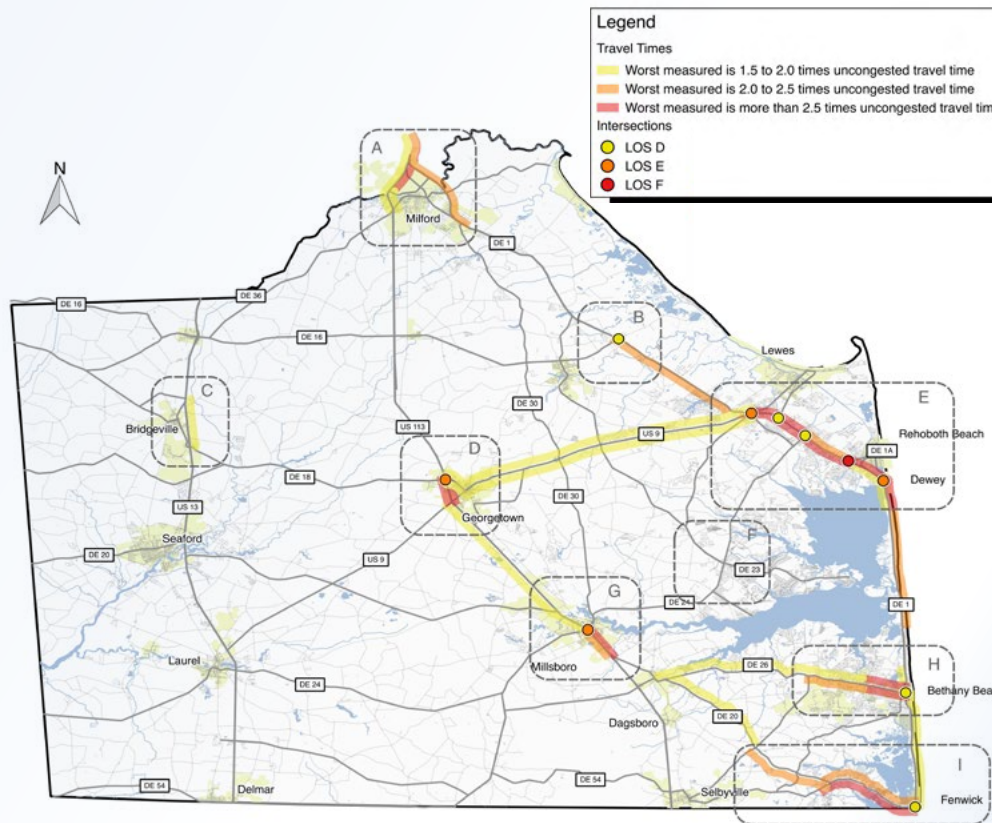 Legend
Travel Times
Worst measured is 1.5 to 2.0 times uncongested travel time
Worst measured is 2.0 to 2.5 times uncongested travel time
Worst measured is more than 2.5 times uncongested travel tim
Intersections
LOS D
LOS E
LOS F
N
A
Milford
DE 1
DE 36
DE 16
B
DE 16
Lewes
C
E
Bridgeville
DE 30
US 113
US 9
Rehoboth Beach
DE 1A
D
DE 18
Dewey
US 13
DE 30
Georgetown
Seaford
F
DE 20
US 9
DE 23
G
DE 24
DE 1
H
Laurel
Millsboro
DE 26
DE 24
Bethany Bea
Dagsboro
DE 20
I
DE 54
DE 54
Delmar
Selbyville
Fenwick